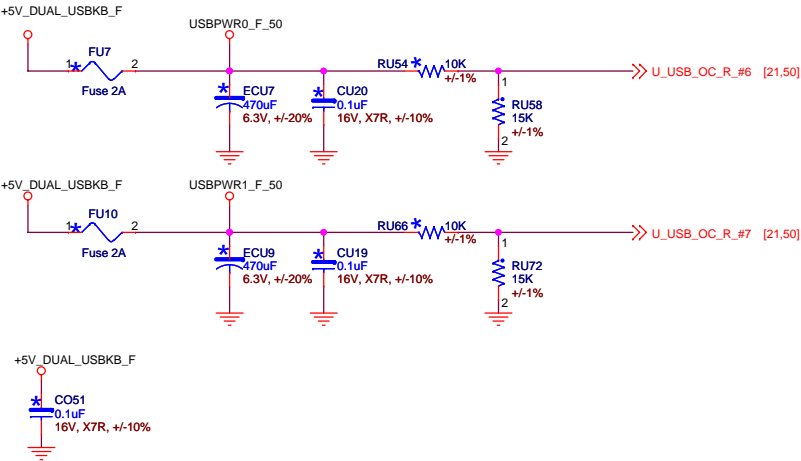 +5V_DUAL_USBKB_F
USBPWR0_F_50
FU7
1 * 2
Fuse 2A
* ECU7
470uF
6.3V, +/-20%
* CU20
0.1uF
16V, X7R, +/-10%
RU54 * 10K
+/-1%
1
RU58
15K
+/-1%
2
U_USB_OC_R_#6 [21,50]
+5V_DUAL_USBKB_F
USBPWR1_F_50
FU10
1 * 2
Fuse 2A
* ECU9
470uF
6.3V, +/-20%
* CU19
0.1uF
16V, X7R, +/-10%
RU66 * 10K
+/-1%
1
RU72
15K
+/-1%
2
U_USB_OC_R_#7 [21,50]
+5V_DUAL_USBKB_F
* CO51
0.1uF
16V, X7R, +/-10%